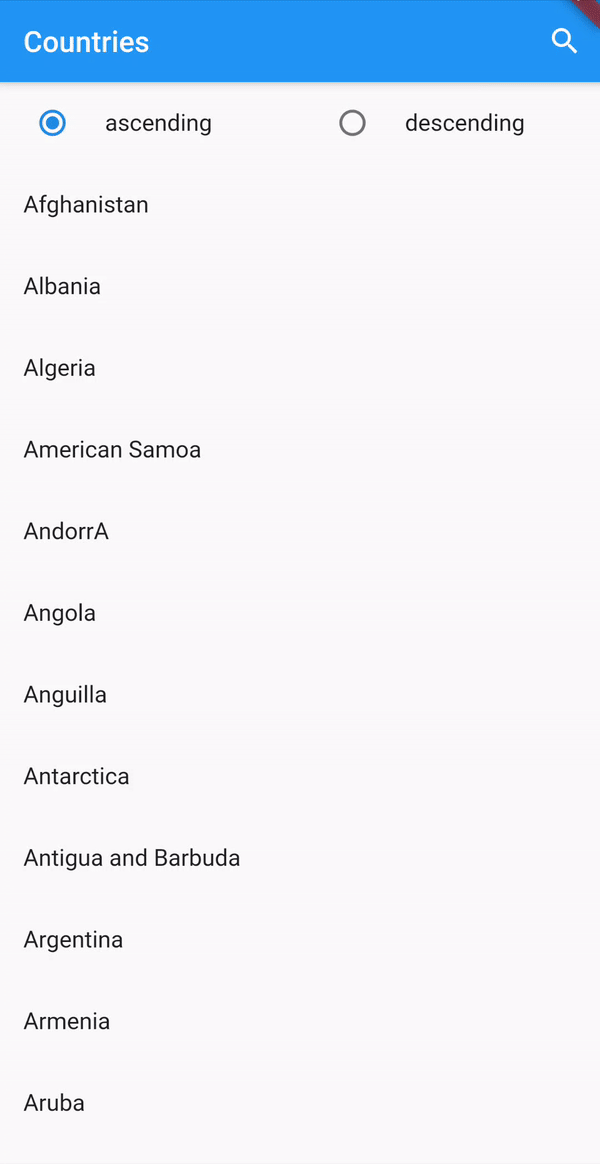 Countries
ascending descending
Afghanistan
Albania
Algeria
American Samoa
AndorrA
Angola
Anguilla
Antarctica
Antigua and Barbuda
Argentina
Armenia
Aruba